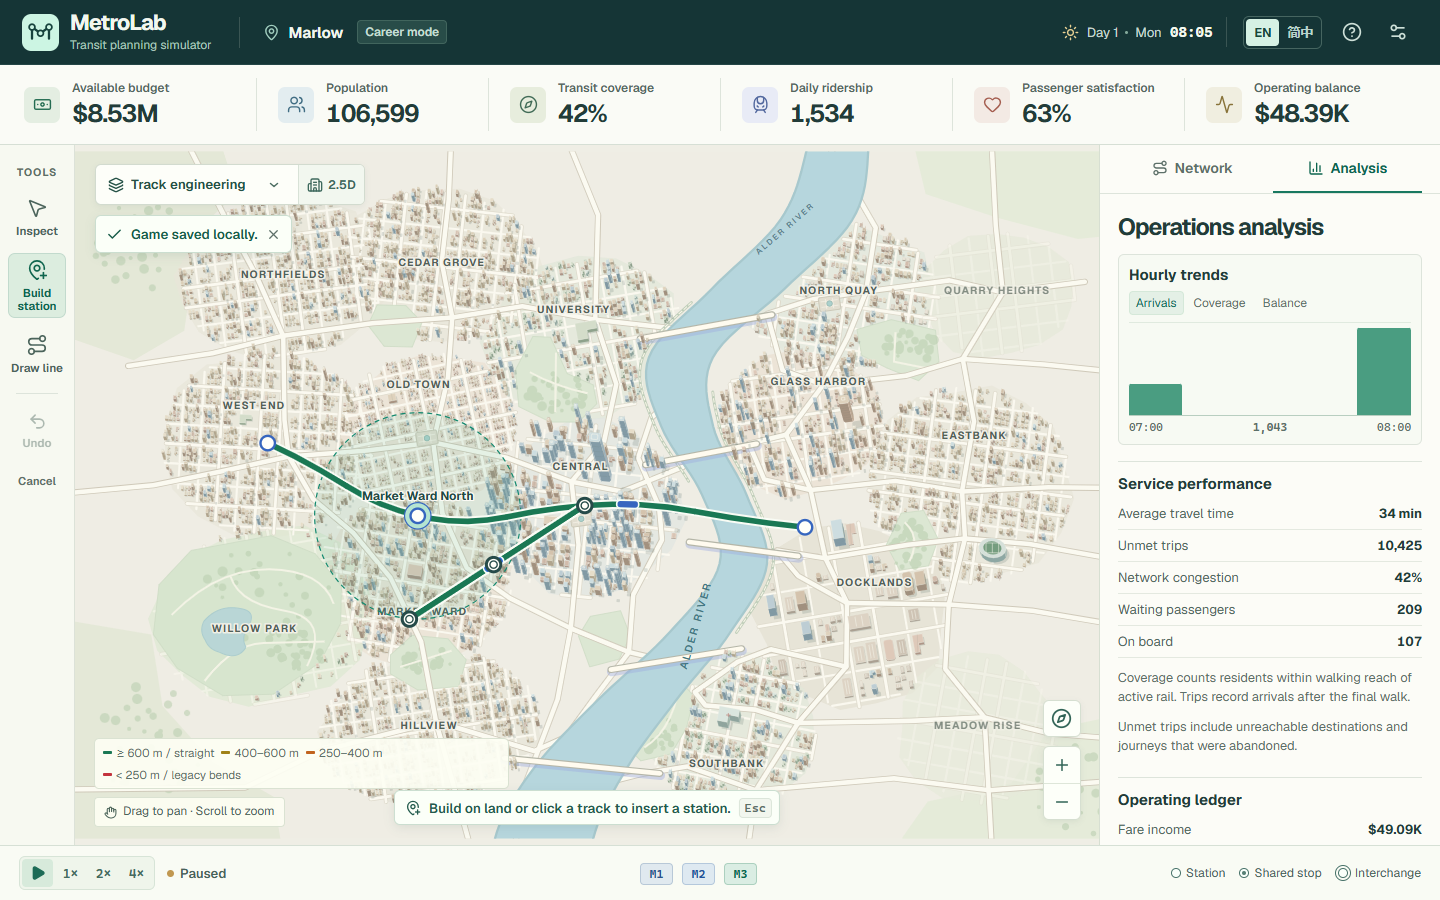 MetroLab
Transit planning simulator
Marlow
Career mode
Day 1 • Mon 08:05
EN 简中
Available budget
$8.53M
Population
106,599
Transit coverage
42%
Daily ridership
1,534
Passenger satisfaction
63%
Operating balance
$48.39K
TOOLS
Inspect
Build station
Draw line
Undo
Cancel
Track engineering
2.5D
Game saved locally.
NORTHFIELDS
CEDAR GROVE
UNIVERSITY
ALDER RIVER
NORTH QUAY
QUARRY HEIGHTS
OLD TOWN
WEST END
GLASS HARBOR
EASTBANK
CENTRAL
Market Ward North
MARKET WARD
DOCKLANDS
WILLOW PARK
ALDER RIVER
HILLVIEW
MEADOW RISE
SOUTHBANK
≥ 600 m / straight
400–600 m
250–400 m
< 250 m / legacy bends
Drag to pan · Scroll to zoom
Build on land or click a track to insert a station. Esc
Network
Analysis
Operations analysis
Hourly trends
Arrivals Coverage Balance
07:00 1,043 08:00
Service performance
Average travel time 34 min
Unmet trips 10,425
Network congestion 42%
Waiting passengers 209
On board 107
Coverage counts residents within walking reach of
active rail. Trips record arrivals after the final walk.
Unmet trips include unreachable destinations and
journeys that were abandoned.
Operating ledger
Fare income $49.09K
1× 2× 4×
Paused
M1 M2 M3
Station
Shared stop
Interchange